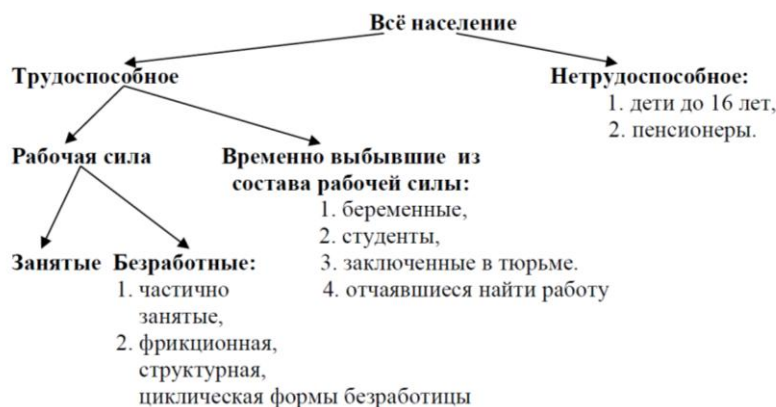 Всё население
Трудоспособное
Нетрудоспособное:
1. дети до 16 лет,
2. пенсионеры.
Рабочая сила
Временно выбывшие из
состава рабочей силы:
1. беременные,
2. студенты,
3. заключенные в тюрьме.
4. отчаявшиеся найти работу
Занятые
Безработные:
1. частично
занятые,
2. фрикционная,
структурная,
циклическая формы безработицы